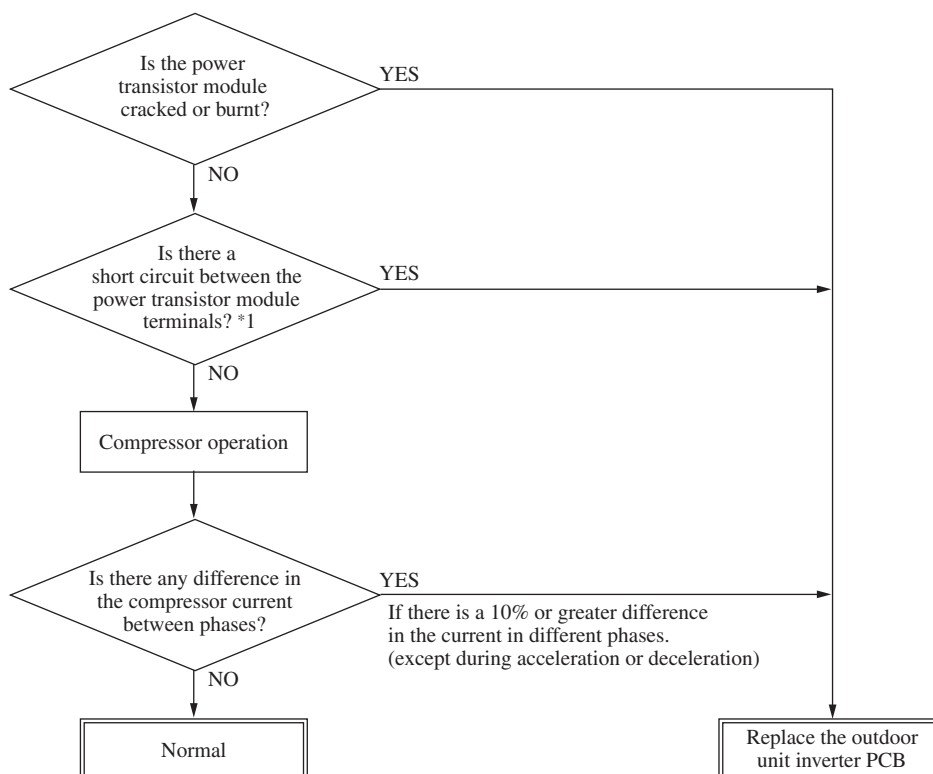 Is the power
transistor module
cracked or burnt?
YES
NO
Is there a
short circuit between the
power transistor module
terminals? *1
YES
NO
Compressor operation
Is there any difference in
the compressor current
between phases?
YES
If there is a 10% or greater difference
in the current in different phases.
(except during acceleration or deceleration)
NO
Normal
Replace the outdoor
unit inverter PCB